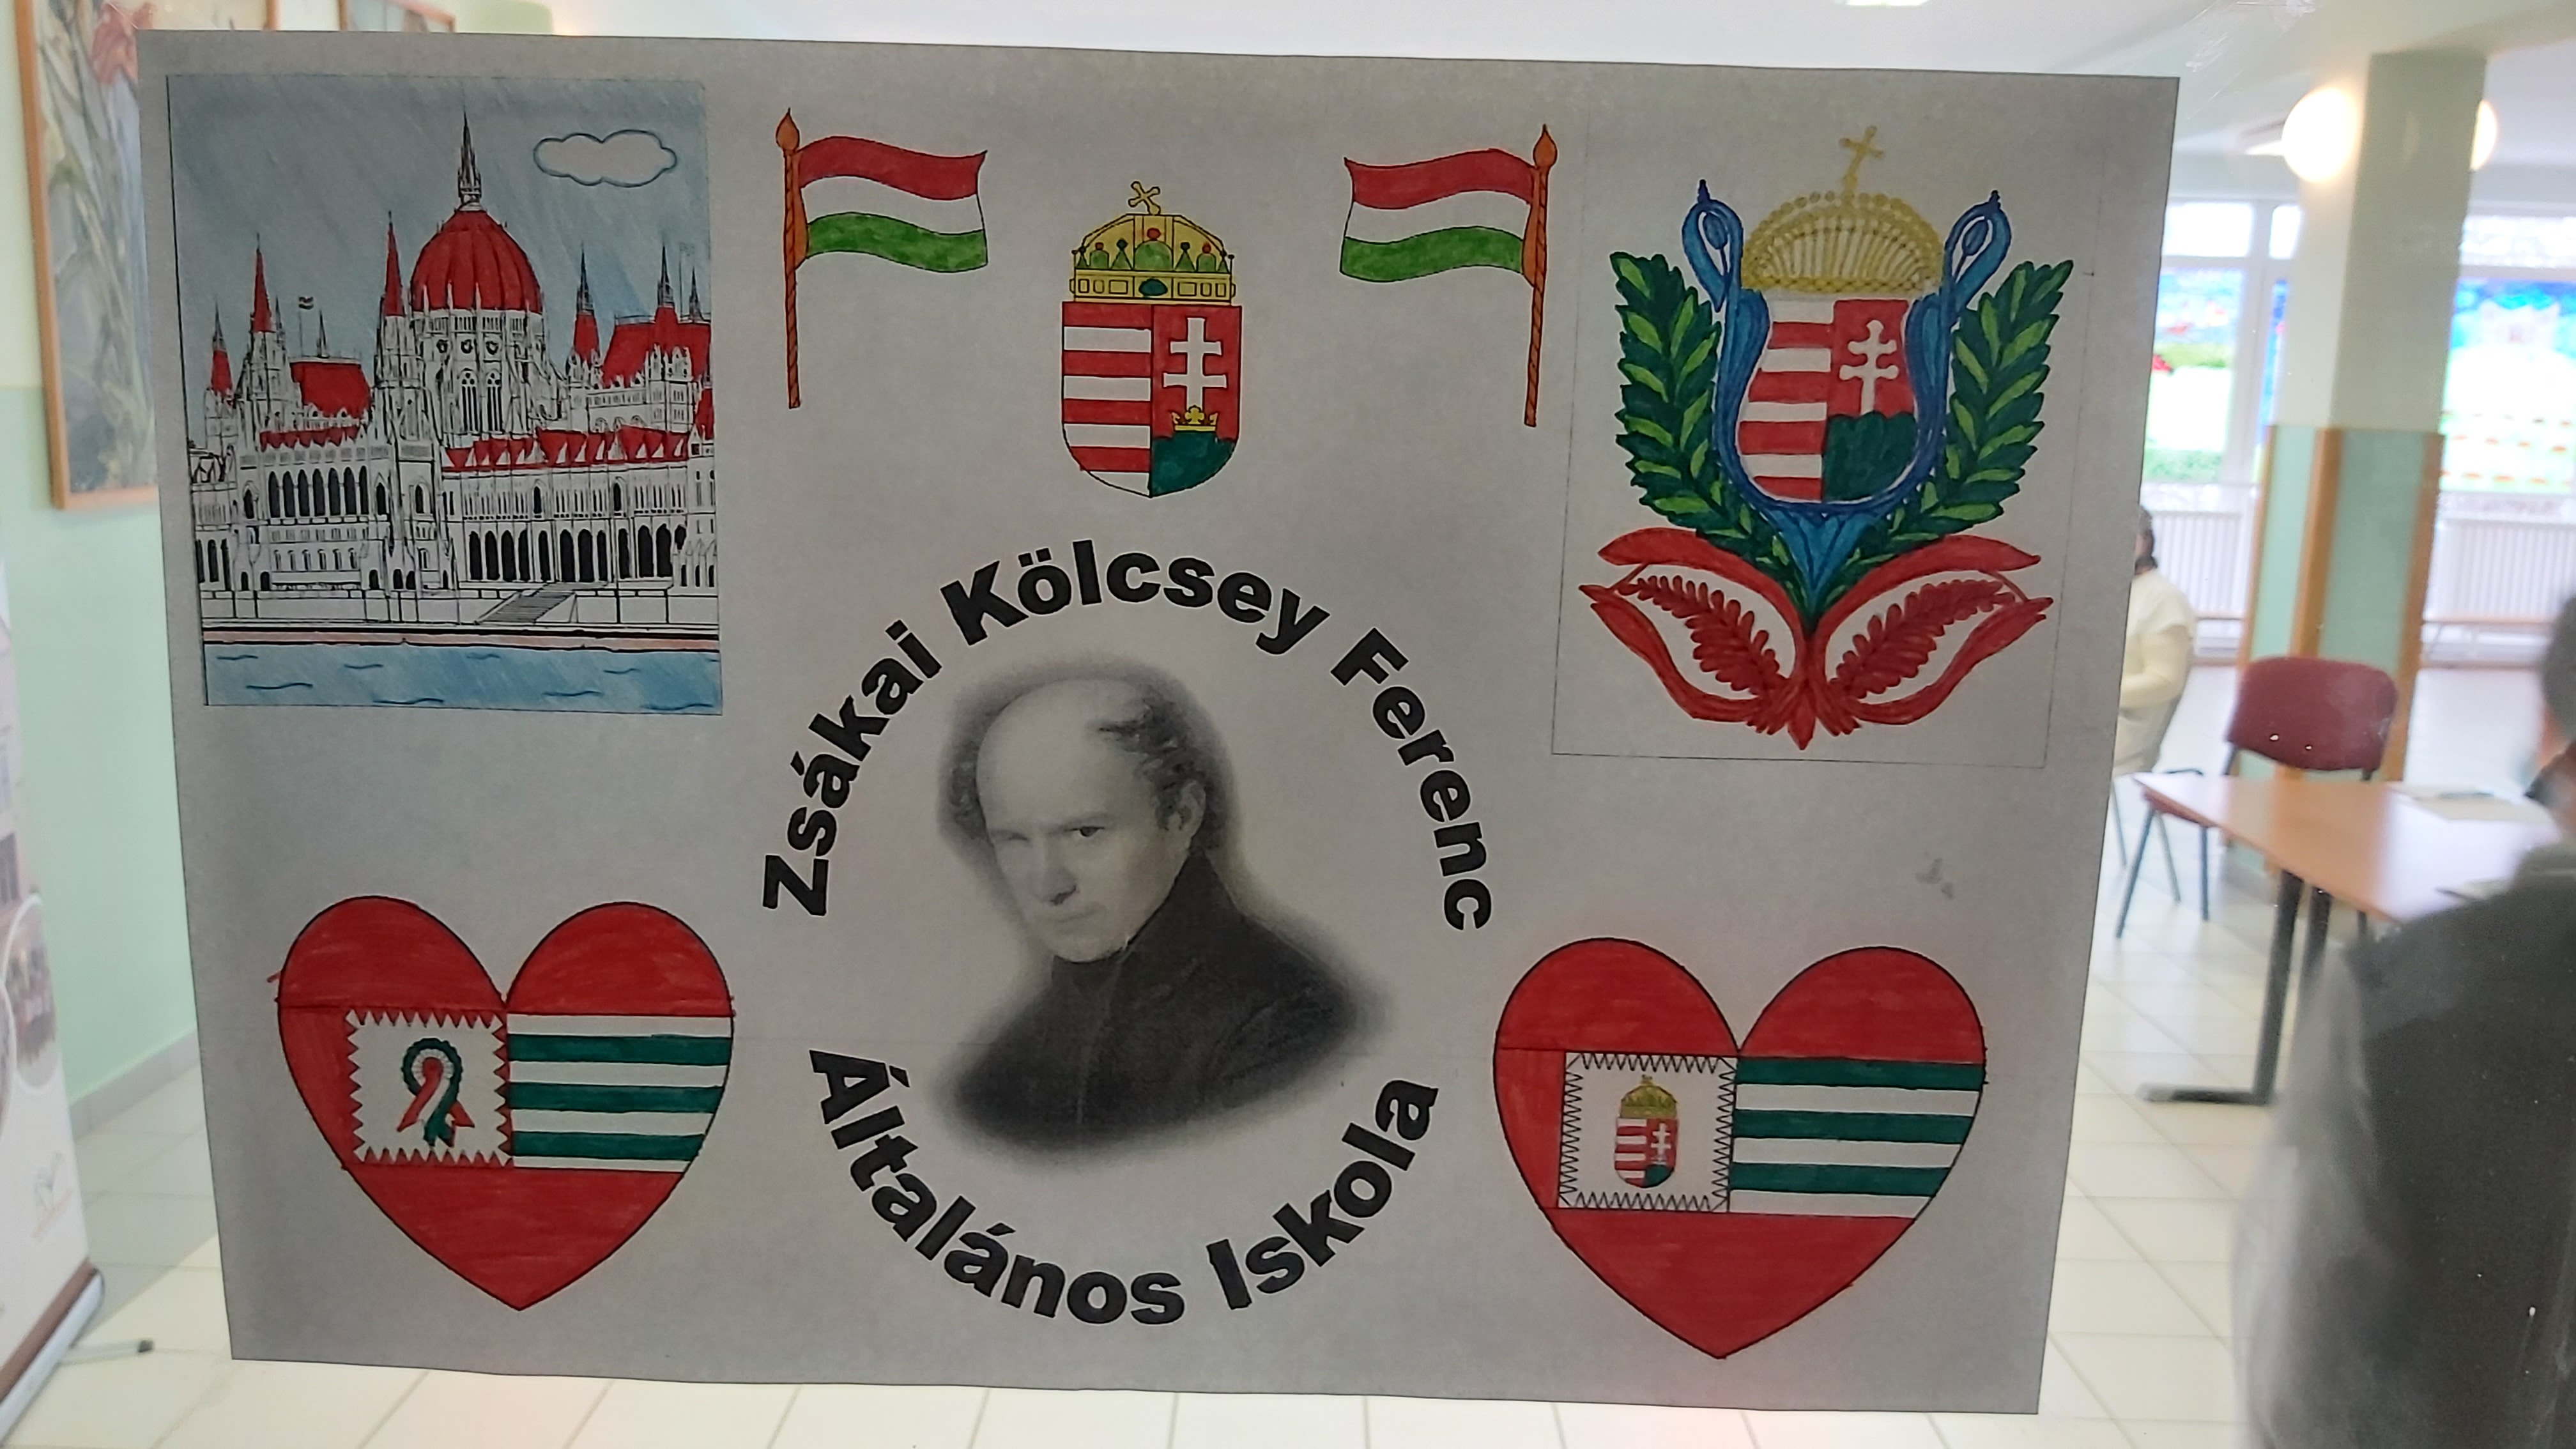 Zsákai Kölcsey Ferenc
Általános Iskola